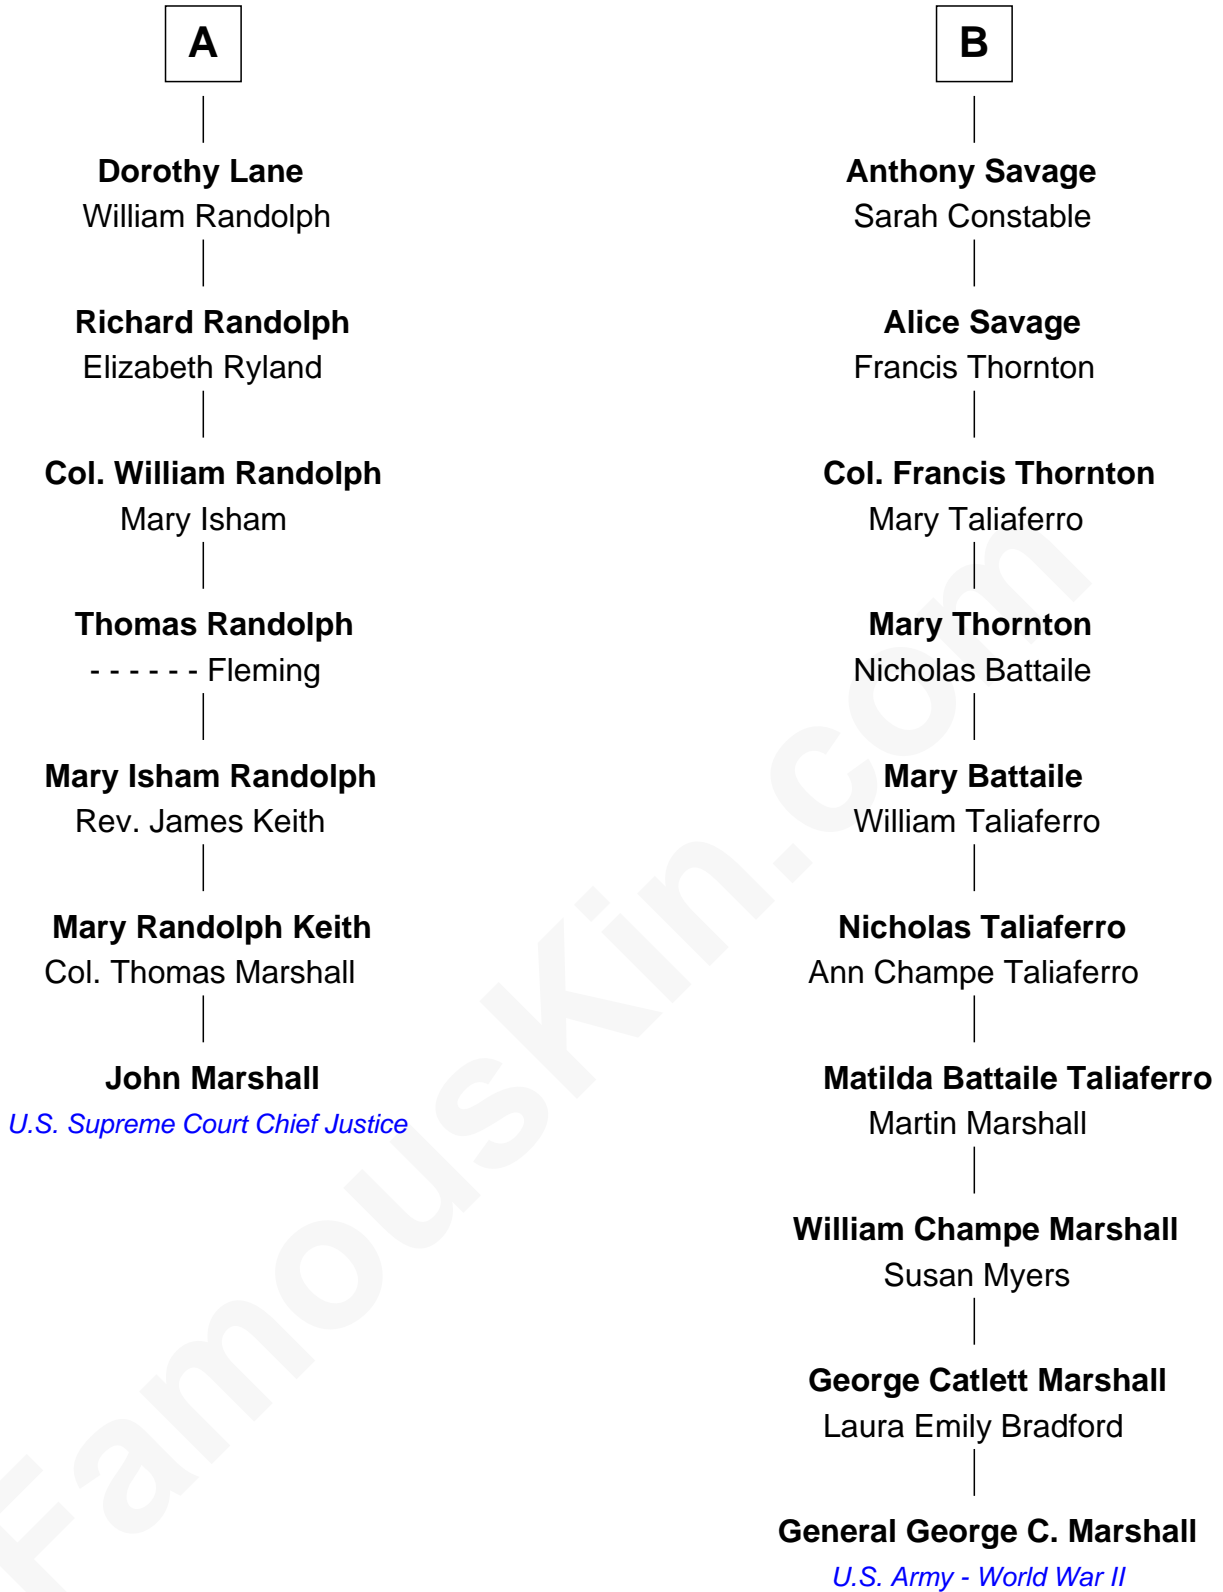 A
Dorothy Lane
William Randolph
Richard Randolph
Elizabeth Ryland
Col. William Randolph
Mary Isham
Thomas Randolph
- - - - - - Fleming
Mary Isham Randolph
Rev. James Keith
Mary Randolph Keith
Col. Thomas Marshall
John Marshall
U.S. Supreme Court Chief Justice
B
Anthony Savage
Sarah Constable
Alice Savage
Francis Thornton
Col. Francis Thornton
Mary Taliaferro
Mary Thornton
Nicholas Battaile
Mary Battaile
William Taliaferro
Nicholas Taliaferro
Ann Champe Taliaferro
Matilda Battaile Taliaferro
Martin Marshall
William Champe Marshall
Susan Myers
George Catlett Marshall
Laura Emily Bradford
General George C. Marshall
U.S. Army - World War II
FamousKin.com